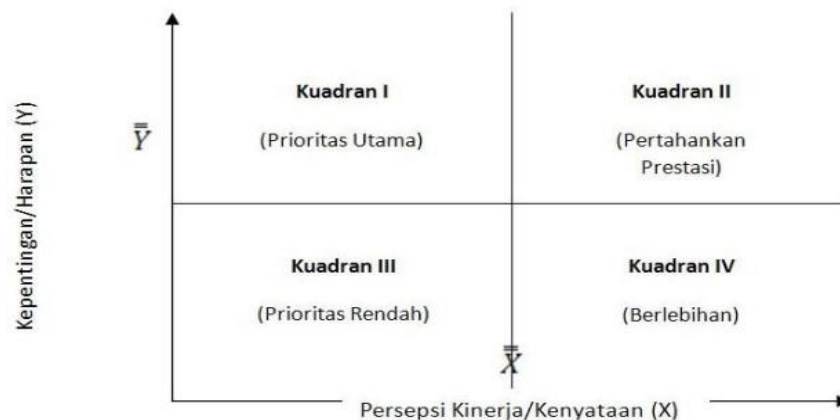 Kepentingan/Harapan (Y)
Kuadran I
(Prioritas Utama)
Kuadran II
(Pertahankan
Prestasi)
Y̿
Kuadran III
(Prioritas Rendah)
Kuadran IV
(Berlebihan)
X̿
Persepsi Kinerja/Kenyataan (X)